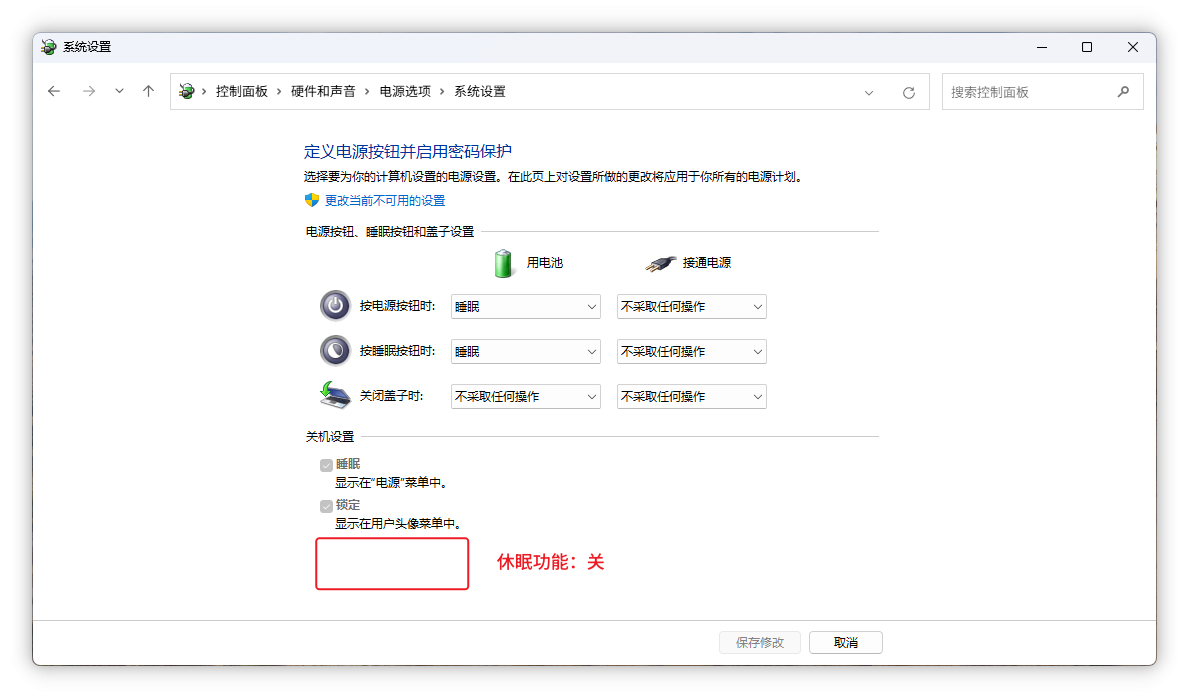 系统设置
控制面板 硬件和声音 电源选项 系统设置 搜索控制面板
定义电源按钮并启用密码保护
选择要为你的计算机设置的电源设置。在此页上对设置所做的更改将应用于你所有的电源计划。
更改当前不可用的设置
电源按钮、睡眠按钮和盖子设置
用电池 接通电源
按电源按钮时: 睡眠 不采取任何操作
按睡眠按钮时: 睡眠 不采取任何操作
关闭盖子时: 不采取任何操作 不采取任何操作
关机设置
睡眠
显示在“电源”菜单中。
锁定
显示在用户头像菜单中。
休眠功能：关
保存修改 取消